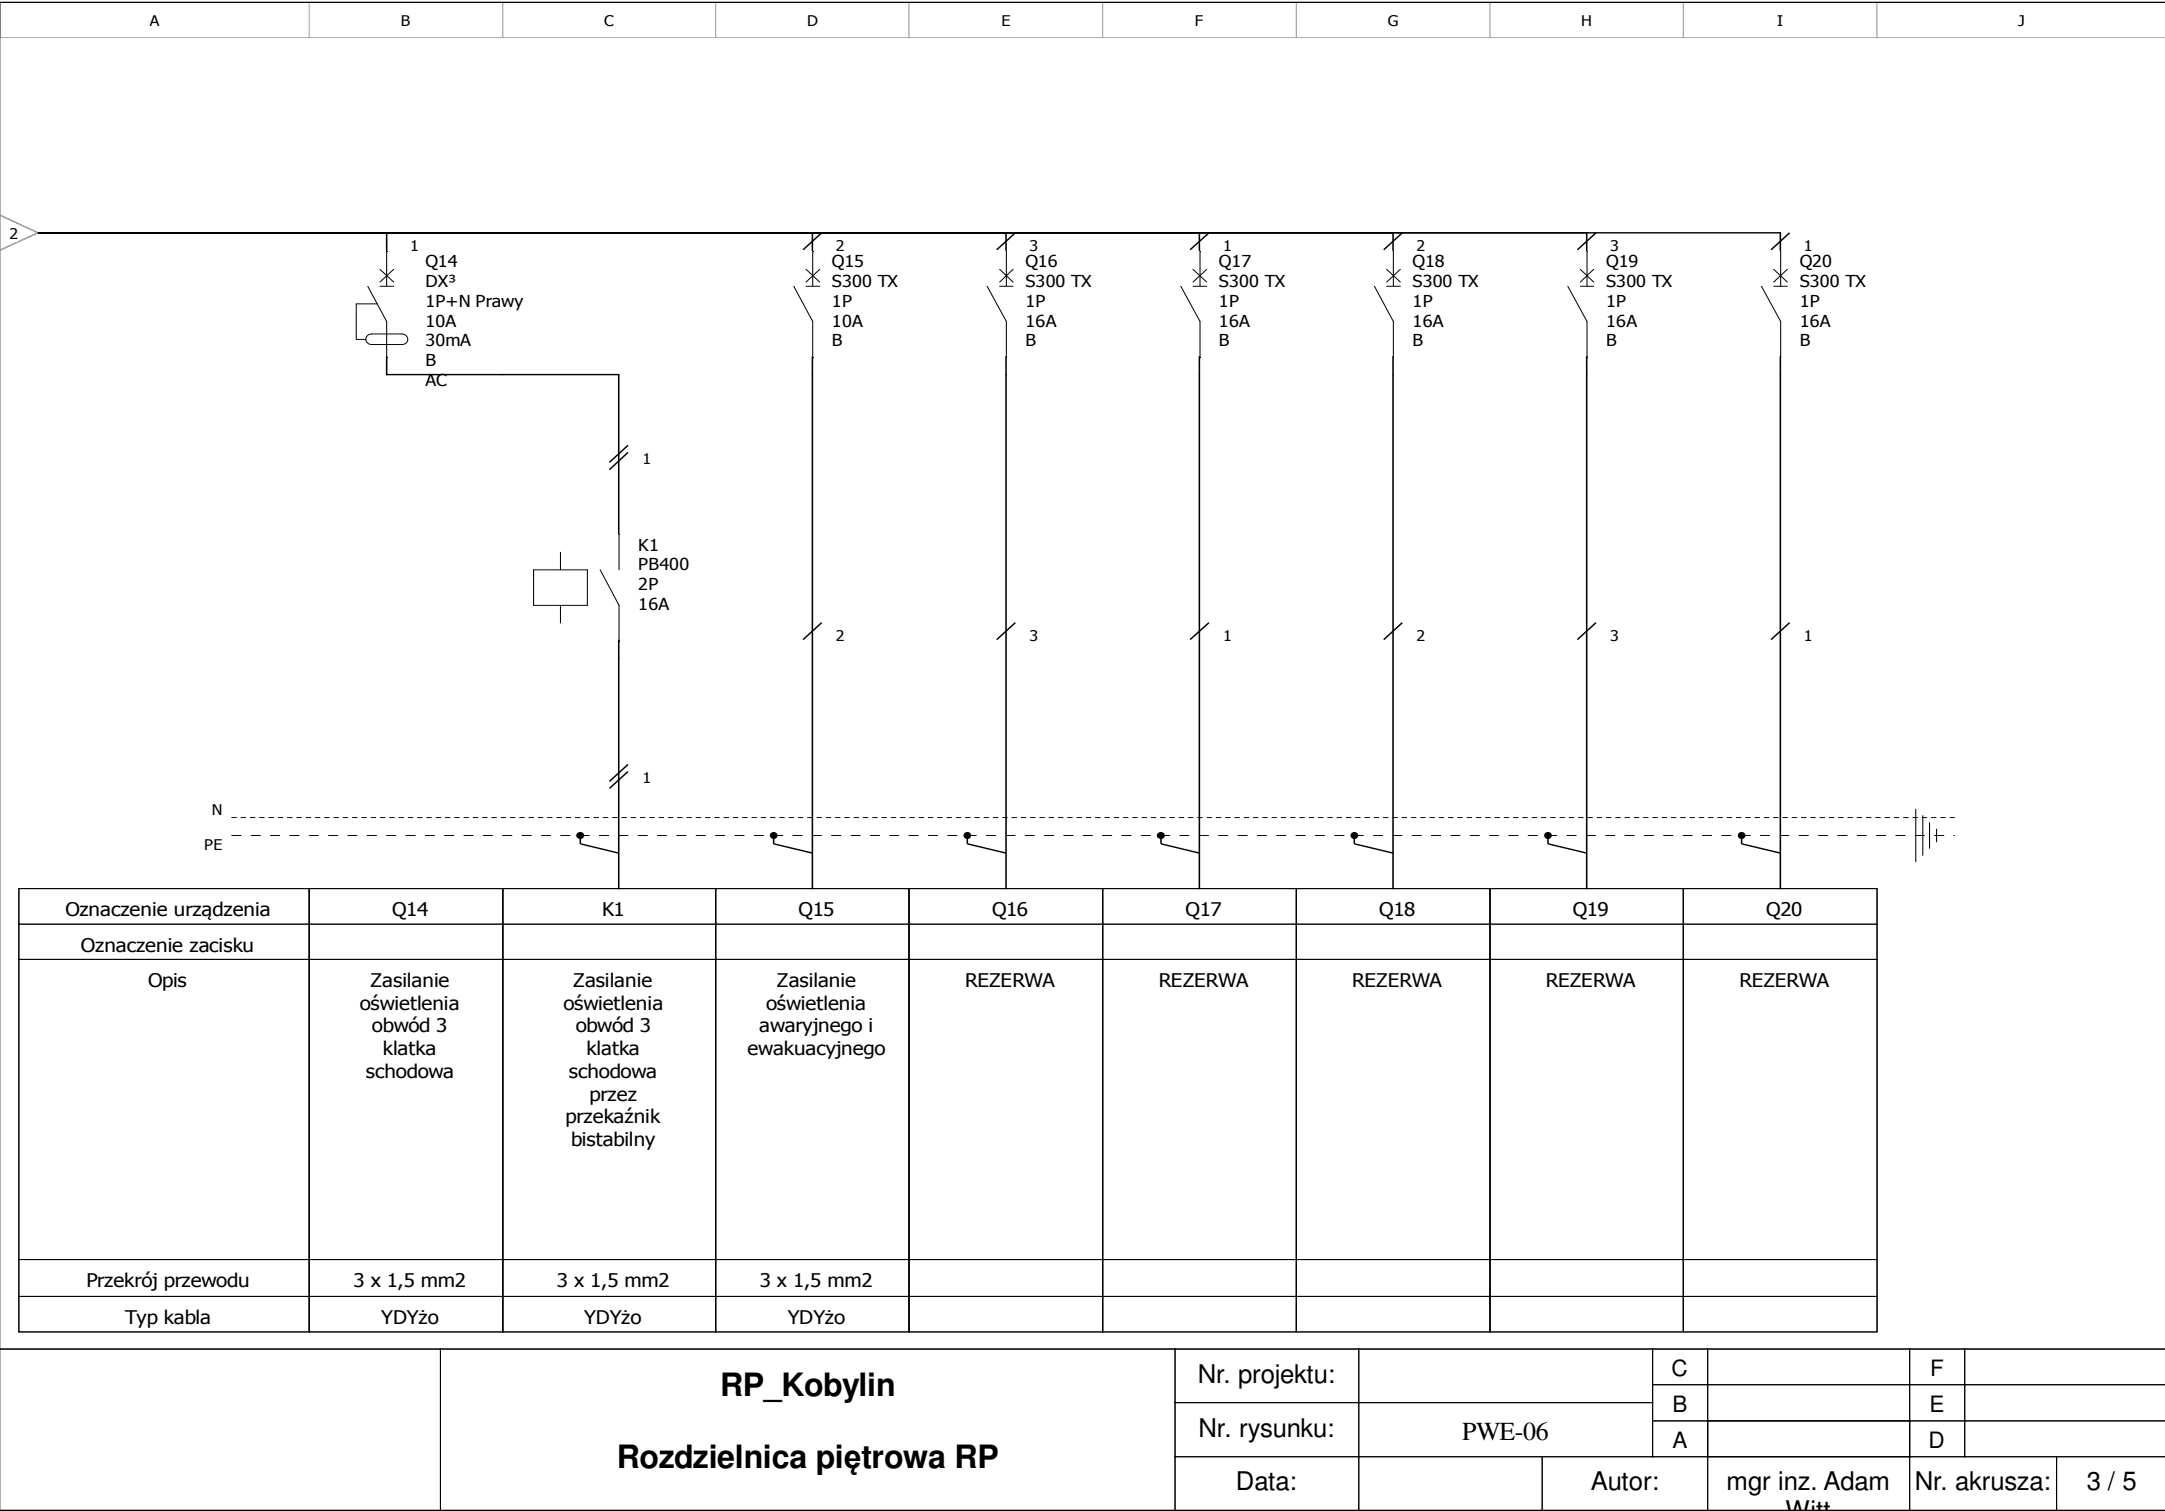 A B C D E F G H I J
2
1 2 3 1 2 3 1
Q14 Q15 Q16 Q17 Q18 Q19 Q20
DX³ S300 TX S300 TX S300 TX S300 TX S300 TX S300 TX
1P+N Prawy 1P 1P 1P 1P 1P 1P
10A 10A 16A 16A 16A 16A 16A
30mA B B B B B B
B
AC
1
K1
PB400
2P
16A
2 3 1 2 3 1
1
N
PE
Oznaczenie urządzenia Q14 K1 Q15 Q16 Q17 Q18 Q19 Q20
Oznaczenie zacisku
Opis
Zasilanie
oświetlenia
obwód 3
klatka
schodowa
Zasilanie
oświetlenia
obwód 3
klatka
schodowa
przez
przekaźnik
bistabilny
Zasilanie
oświetlenia
awaryjnego i
ewakuacyjnego
REZERWA REZERWA REZERWA REZERWA REZERWA
Przekrój przewodu 3 x 1,5 mm2 3 x 1,5 mm2 3 x 1,5 mm2
Typ kabla YDYżo YDYżo YDYżo
RP_Kobylin
Rozdzielnica piętrowa RP
Nr. projektu:
Nr. rysunku: PWE-06
C F
B E
A D
Data: Autor: mgr inz. Adam
Witt
Nr. akrusza: 3 / 5